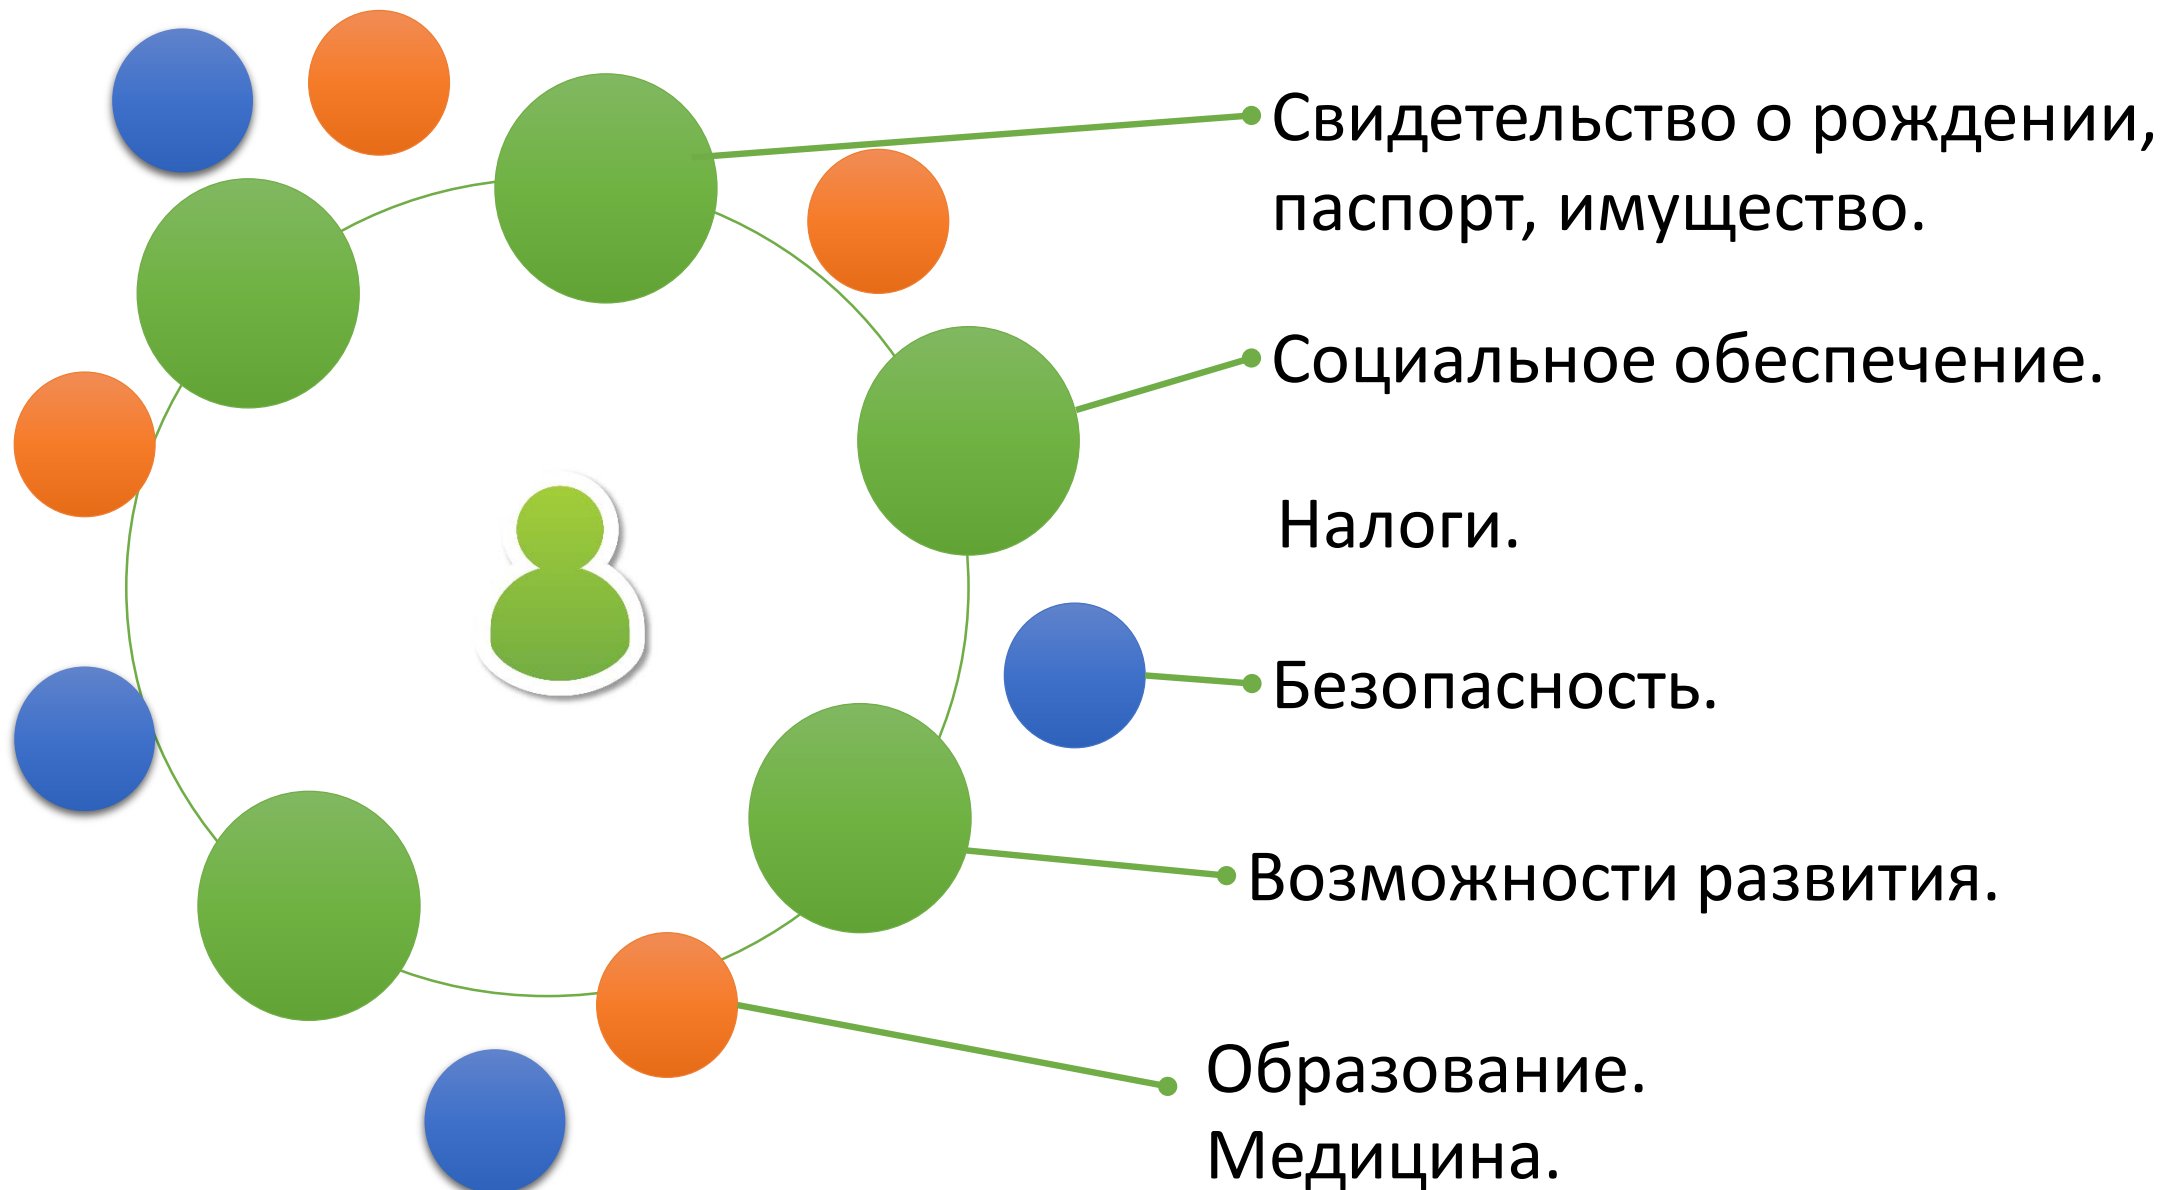 Свидетельство о рождении,
паспорт, имущество.
Социальное обеспечение.
Налоги.
Безопасность.
Возможности развития.
Образование.
Медицина.